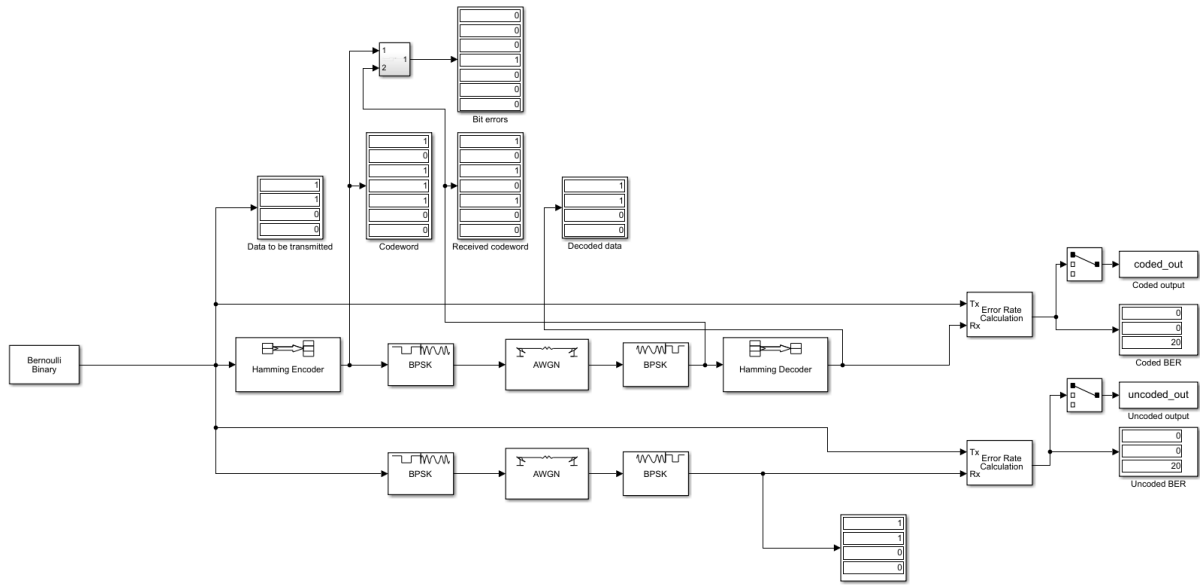 0
0
0
1
0
0
0
Bit errors
1
2
1
1
0
1
1
1
0
0
Codeword
1
0
1
0
1
0
0
Received codeword
1
1
0
0
Data to be transmitted
1
1
0
0
Decoded data
coded_out
Coded output
Tx
Rx
Error Rate
Calculation
0
0
20
Coded BER
Bernoulli
Binary
Hamming Encoder
BPSK
AWGN
BPSK
Hamming Decoder
uncoded_out
Uncoded output
BPSK
AWGN
BPSK
Tx
Rx
Error Rate
Calculation
0
0
20
Uncoded BER
1
1
0
0